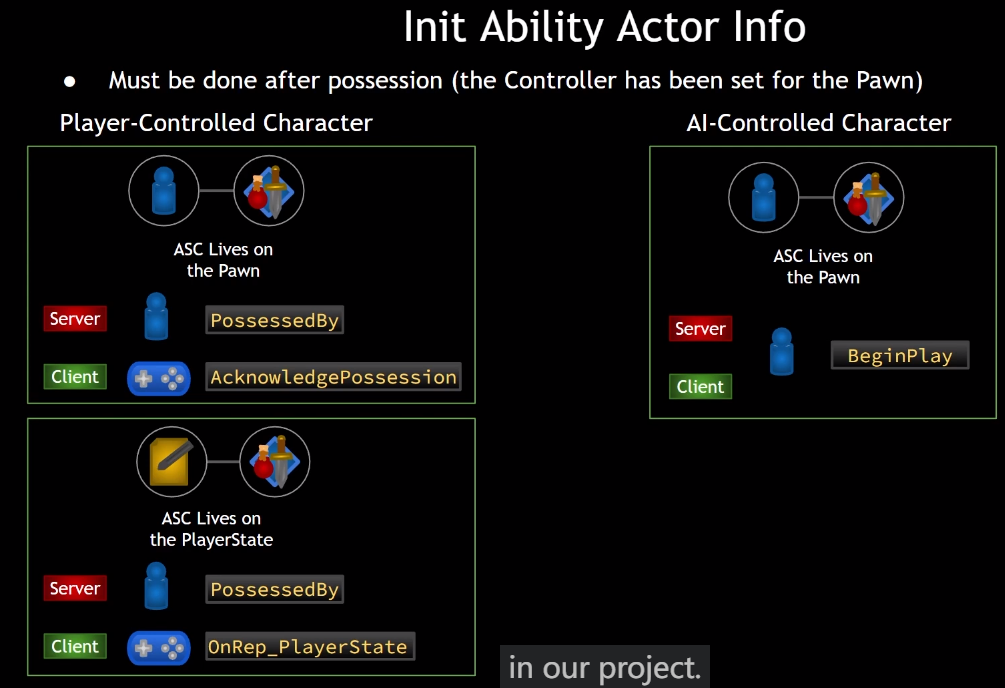 Init Ability Actor Info
● Must be done after possession (the Controller has been set for the Pawn)
Player-Controlled Character
ASC Lives on
the Pawn
Server PossessedBy
Client AcknowledgePossession
ASC Lives on
the PlayerState
Server PossessedBy
Client OnRep_PlayerState
AI-Controlled Character
ASC Lives on
the Pawn
Server
BeginPlay
Client
in our project.